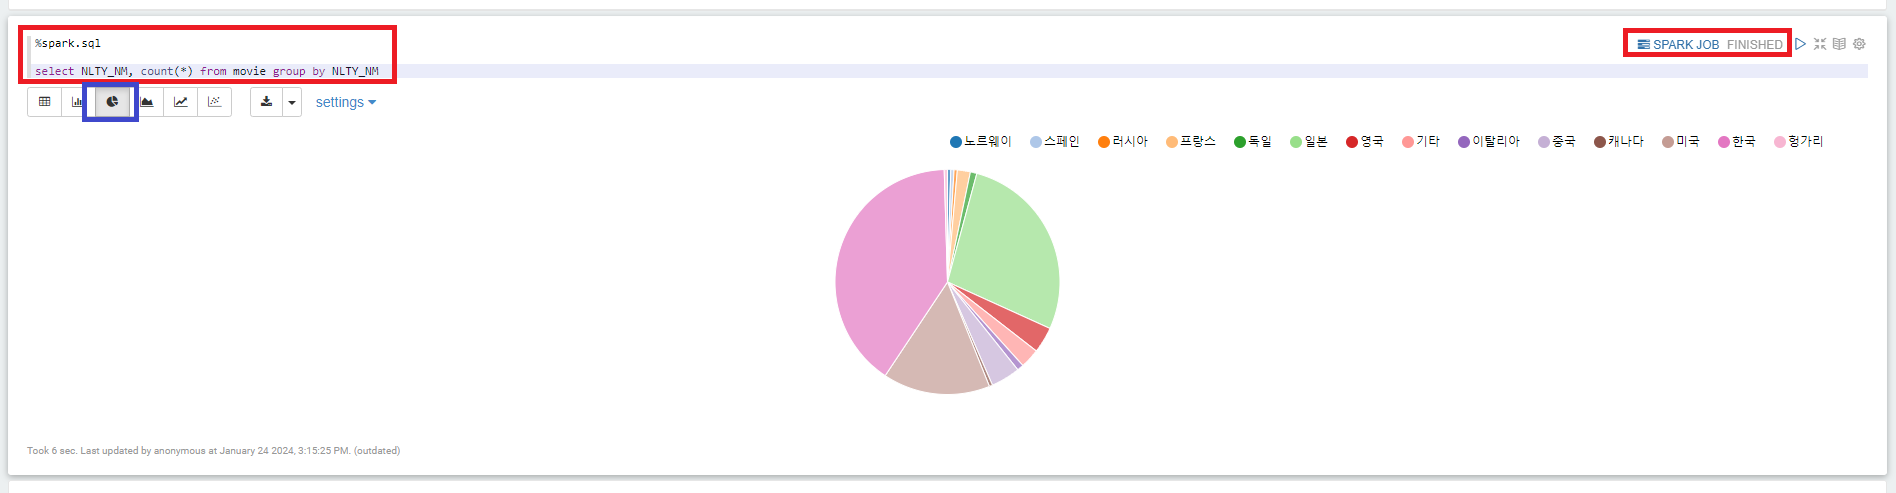 %spark.sql
SPARK JOB FINISHED
select NLTY_NM, count(*) from movie group by NLTY_NM
settings
노르웨이 스페인 러시아 프랑스 독일 일본 영국 기타 이탈리아 중국 캐나다 미국 한국 헝가리
Took 6 sec. Last updated by anonymous at January 24 2024, 3:15:25 PM. (outdated)